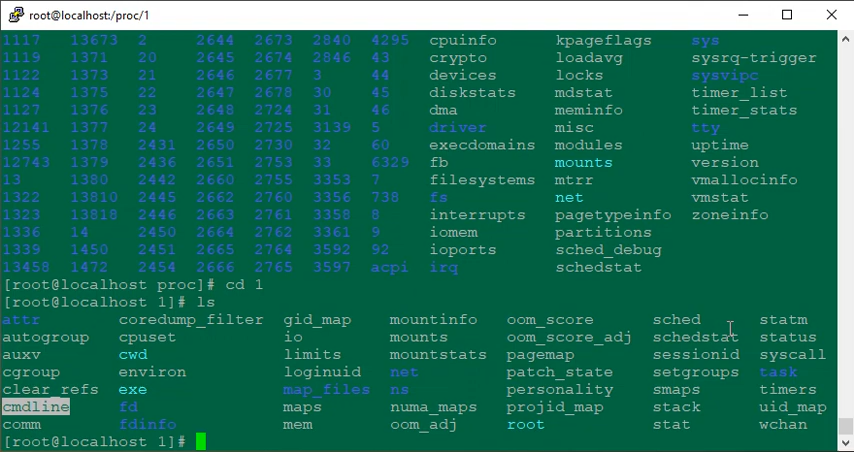 root@localhost:/proc/1
1117 13673 2 2644 2673 2840 4295 cpuinfo kpageflags sys
1119 1371 20 2645 2674 2846 43 crypto loadavg sysrq-trigger
1122 1373 21 2646 2677 3 44 devices locks sysvipc
1124 1375 22 2647 2678 30 45 diskstats mdstat timer_list
1127 1376 23 2648 2724 31 46 dma meminfo timer_stats
12141 1377 24 2649 2725 3139 5 driver misc tty
1255 1378 2431 2650 2730 32 60 execdomains modules uptime
12743 1379 2436 2651 2753 33 6329 fb mounts version
13 1380 2442 2660 2755 3353 7 filesystems mtrr vmallocinfo
1322 13810 2445 2662 2760 3356 738 fs net vmstat
1323 13818 2446 2663 2761 3358 8 interrupts pagetypeinfo zoneinfo
1336 14 2450 2664 2762 3361 9 iomem partitions
1339 1450 2451 2665 2764 3592 92 ioports sched_debug
13458 1472 2454 2666 2765 3597 acpi irq schedstat
[root@localhost proc]# cd 1
[root@localhost 1]# ls
attr coredump_filter gid_map mountinfo oom_score sched statm
autogroup cpuset io mounts oom_score_adj schedstat status
auxv cwd limits mountstats pagemap sessionid syscall
cgroup environ loginuid net patch_state setgroups task
clear_refs exe map_files ns personality smaps timers
cmdline fd maps numa_maps projid_map stack uid_map
comm fdinfo mem oom_adj root stat wchan
[root@localhost 1]#